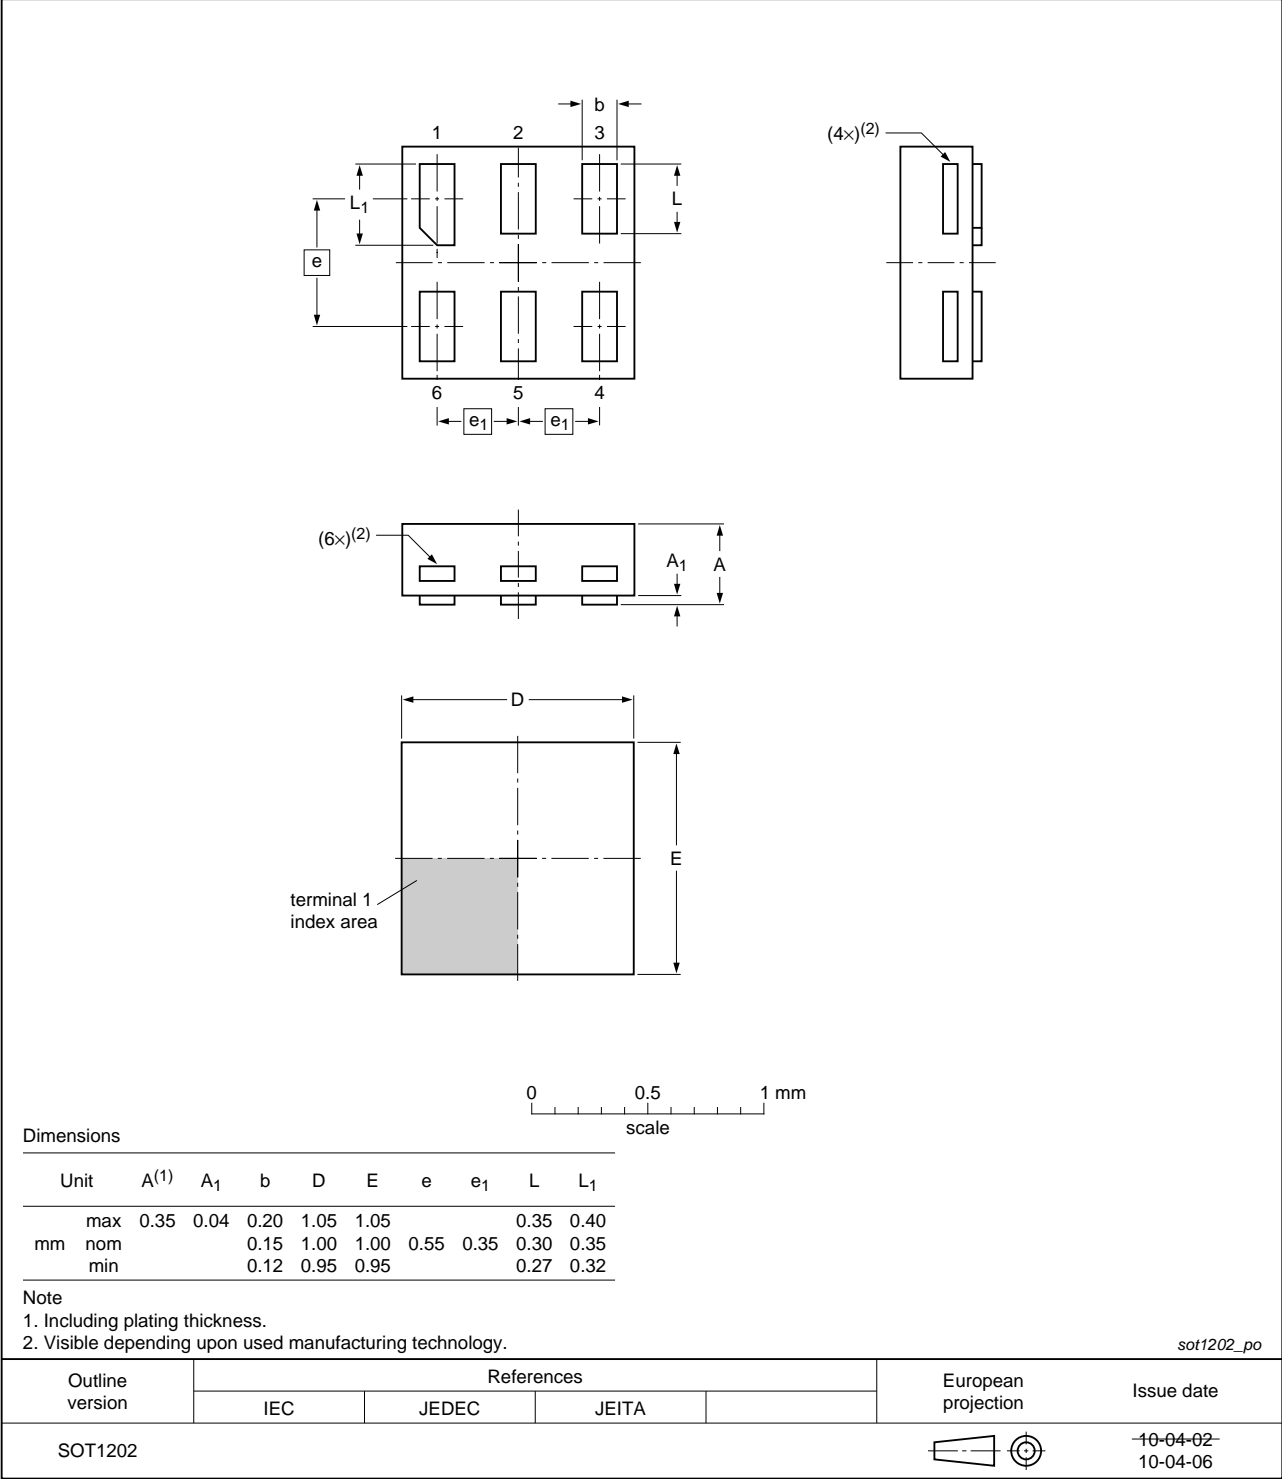 b
1 2 3
(4×)(2)
L1
L
e
6 5 4
e1 e1
(6×)(2)
A1 A
D
E
terminal 1
index area
0 0.5 1 mm
scale
Dimensions
Unit A(1) A1 b D E e e1 L L1
max 0.35 0.04 0.20 1.05 1.05 0.35 0.40
mm nom 0.15 1.00 1.00 0.55 0.35 0.30 0.35
min 0.12 0.95 0.95 0.27 0.32
Note
1. Including plating thickness.
2. Visible depending upon used manufacturing technology.
sot1202_po
Outline version References European projection Issue date
IEC JEDEC JEITA
SOT1202 10-04-02
10-04-06